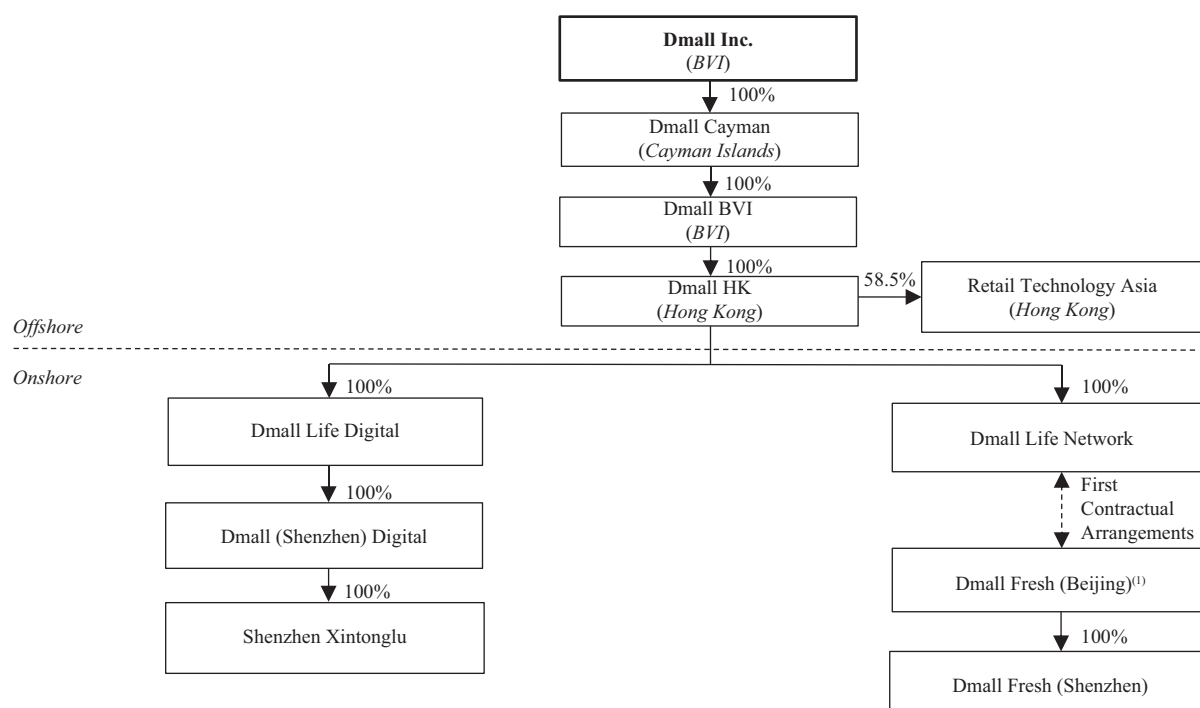 Dmall Inc.
(BVI)
100%
Dmall Cayman
(Cayman Islands)
100%
Dmall BVI
(BVI)
100%
Dmall HK
(Hong Kong)
58.5%
Retail Technology Asia
(Hong Kong)
Offshore
Onshore
100%
100%
Dmall Life Digital
Dmall Life Network
100%
First
Contractual
Arrangements
Dmall (Shenzhen) Digital
100%
Dmall Fresh (Beijing)(1)
Shenzhen Xintonglu
100%
Dmall Fresh (Shenzhen)